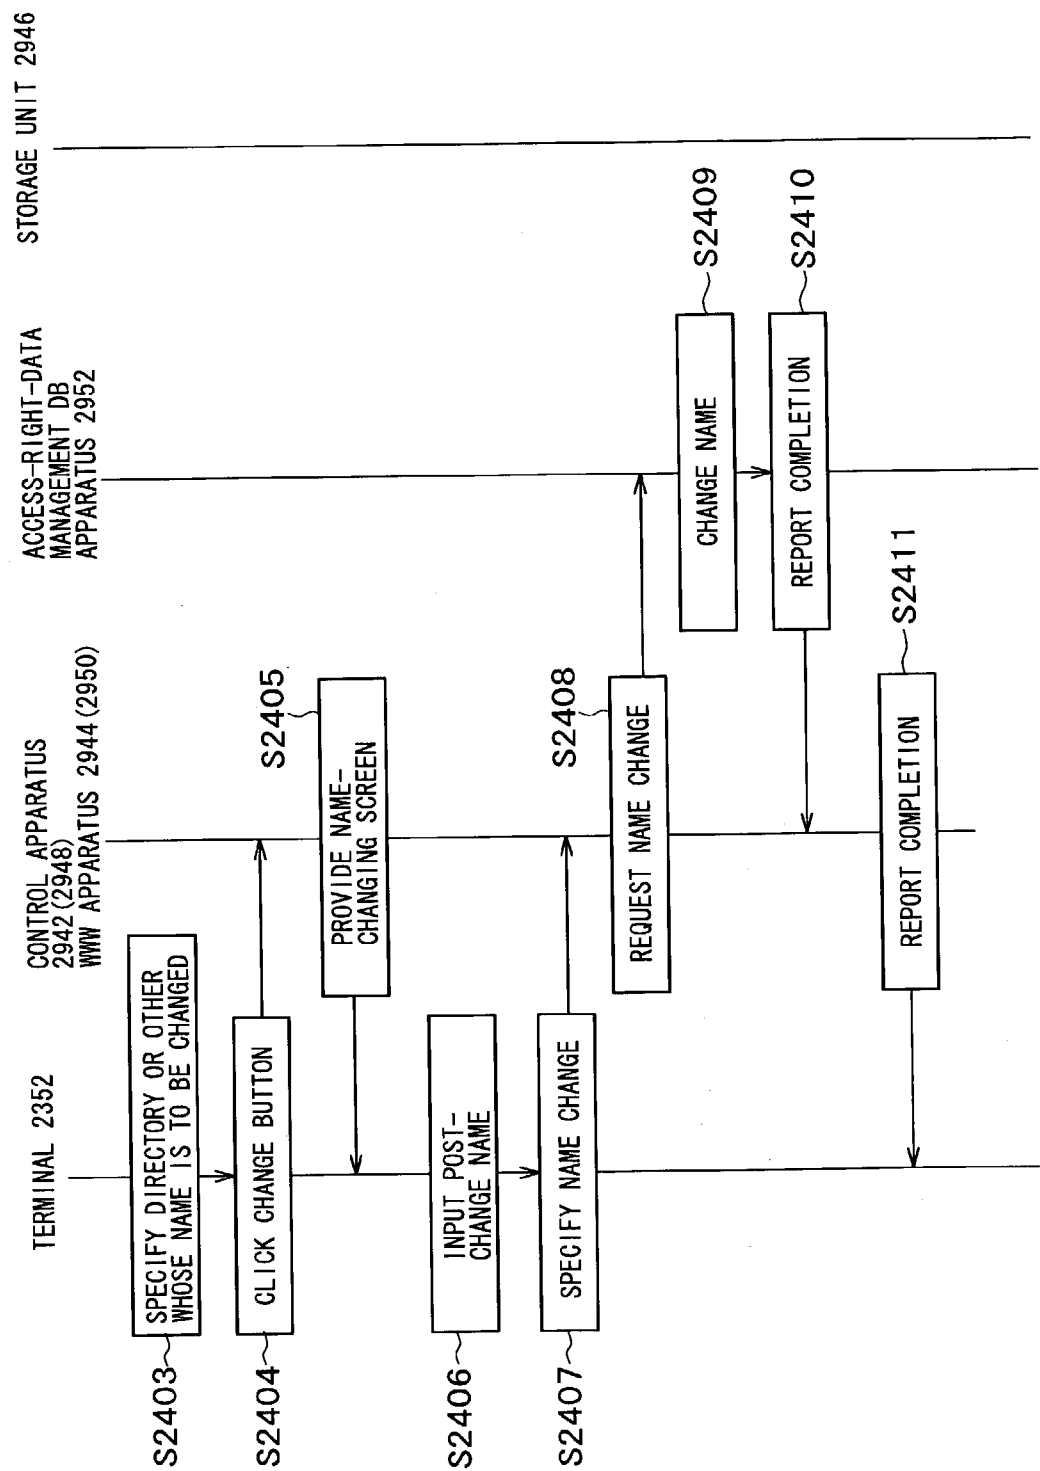 TERMINAL 2352
CONTROL APPARATUS
2942(2948)
WWW APPARATUS 2944(2950)
ACCESS-RIGHT-DATA
MANAGEMENT DB
APPARATUS 2952
STORAGE UNIT 2946
S2403
SPECIFY DIRECTORY OR OTHER
WHOSE NAME IS TO BE CHANGED
S2404
CLICK CHANGE BUTTON
S2405
PROVIDE NAME-
CHANGING SCREEN
S2406
INPUT POST-
CHANGE NAME
S2407
SPECIFY NAME CHANGE
S2408
REQUEST NAME CHANGE
S2409
CHANGE NAME
S2410
REPORT COMPLETION
S2411
REPORT COMPLETION